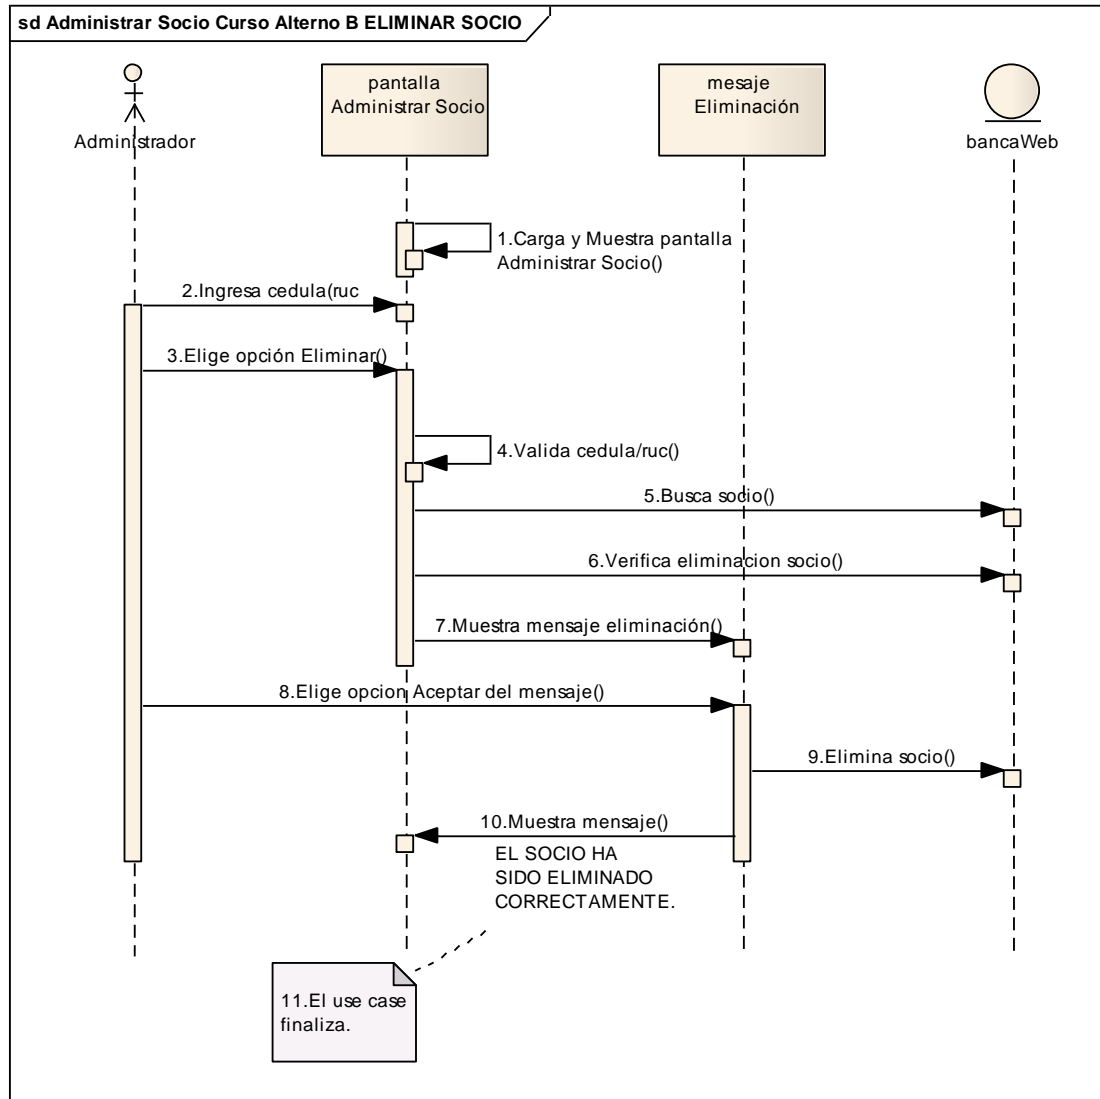 sd Administrar Socio Curso Alterno B ELIMINAR SOCIO
Administrador
pantalla
Administrar Socio
mesaje
Eliminación
bancaWeb
1.Carga y Muestra pantalla
Administrar Socio()
2.Ingresa cedula(ruc
3.Elige opción Eliminar()
4.Valida cedula/ruc()
5.Busca socio()
6.Verifica eliminacion socio()
7.Muestra mensaje eliminación()
8.Elige opcion Aceptar del mensaje()
9.Elimina socio()
10.Muestra mensaje()
EL SOCIO HA
SIDO ELIMINADO
CORRECTAMENTE.
11.El use case
finaliza.